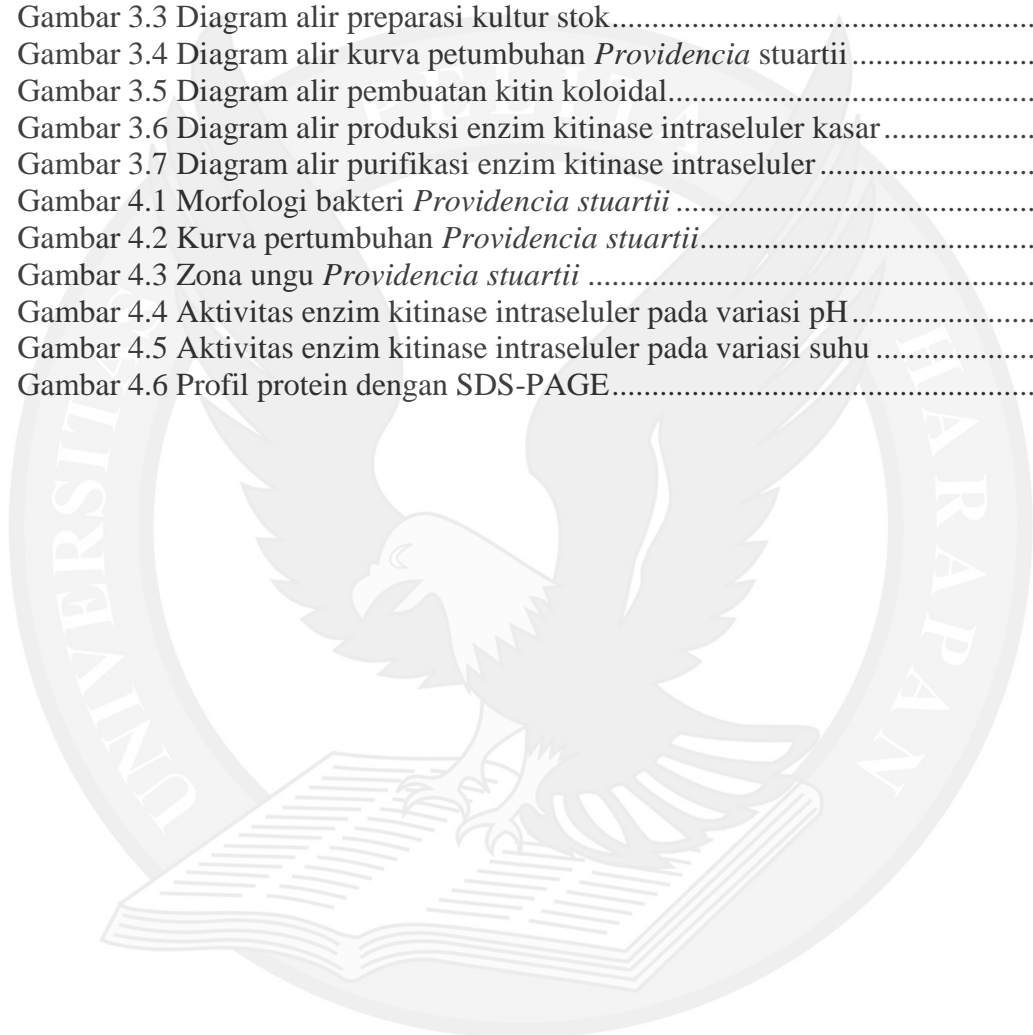 Gambar 3.3 Diagram alir preparasi kultur stok....................................................
Gambar 3.4 Diagram alir kurva petumbuhan Providencia stuartii......................
Gambar 3.5 Diagram alir pembuatan kitin koloidal.............................................
Gambar 3.6 Diagram alir produksi enzim kitinase intraseluler kasar..................
Gambar 3.7 Diagram alir purifikasi enzim kitinase intraseluler..........................
Gambar 4.1 Morfologi bakteri Providencia stuartii............................................
Gambar 4.2 Kurva pertumbuhan Providencia stuartii.........................................
Gambar 4.3 Zona ungu Providencia stuartii.......................................................
Gambar 4.4 Aktivitas enzim kitinase intraseluler pada variasi pH......................
Gambar 4.5 Aktivitas enzim kitinase intraseluler pada variasi suhu...................
Gambar 4.6 Profil protein dengan SDS-PAGE....................................................
UNIVERSITAS PELITA HARAPAN